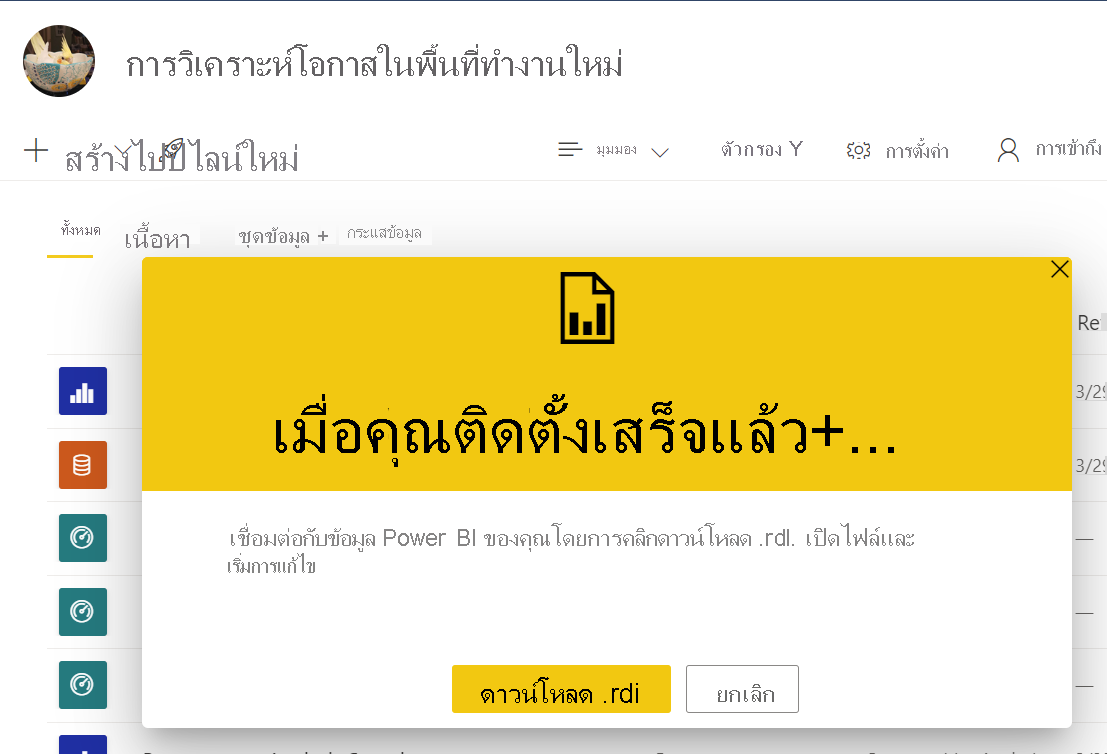 การวิเคราะห์โอกาสในพื้นที่ทำงานใหม่
สร้างไปป์ไลน์ใหม่
มุมมอง
ตัวกรอง Y
การตั้งค่า
การเข้าถึง
ทั้งหมด
เนื้อหา
ชุดข้อมูล +
กระแสข้อมูล
Re
เมื่อคุณติดตั้งเสร็จแล้ว+...
3/29
3/29
เชื่อมต่อกับข้อมูล Power BI ของคุณโดยการคลิกดาวน์โหลด .rdl. เปิดไฟล์และ
เริ่มการแก้ไข
ดาวน์โหลด .rdi
ยกเลิก